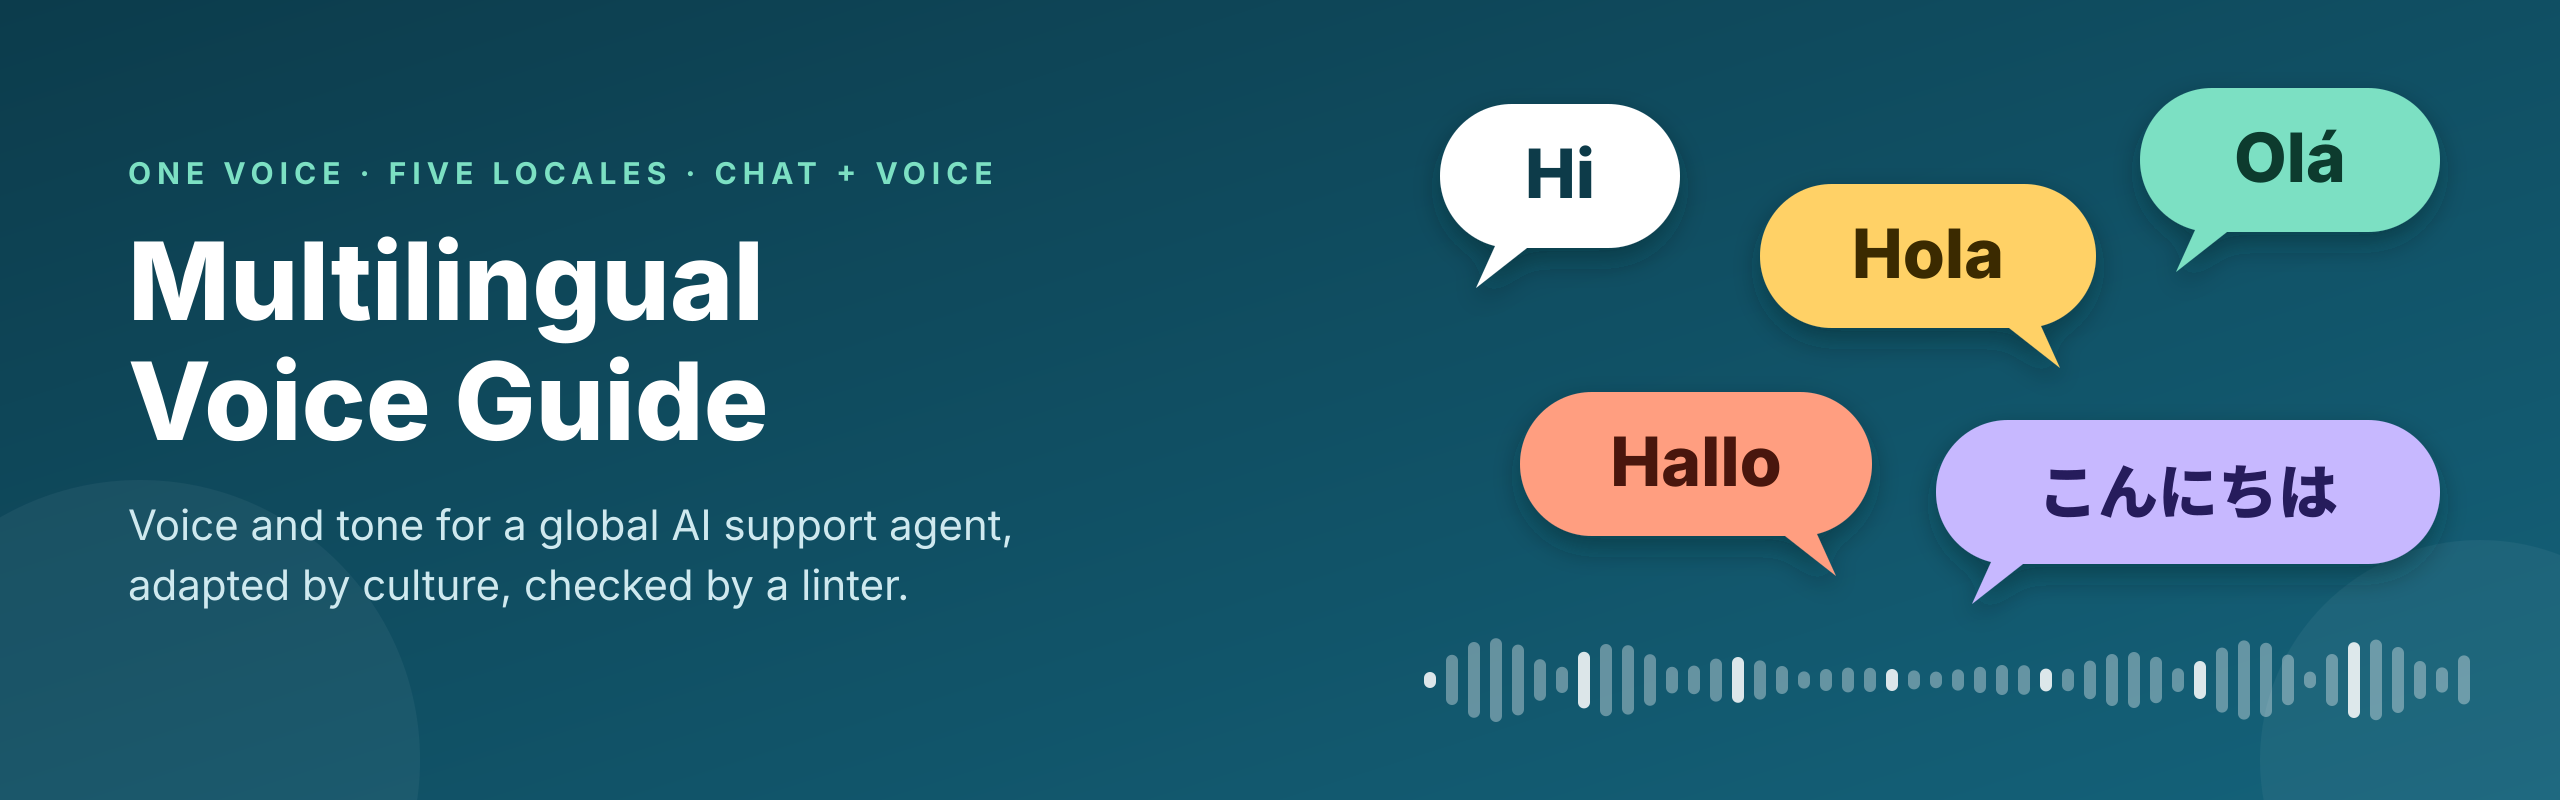 ONE VOICE · FIVE LOCALES · CHAT + VOICE
Multilingual
Voice Guide
Voice and tone for a global AI support agent,
adapted by culture, checked by a linter.
Hi
Hola
Olá
Hallo
こんにちは